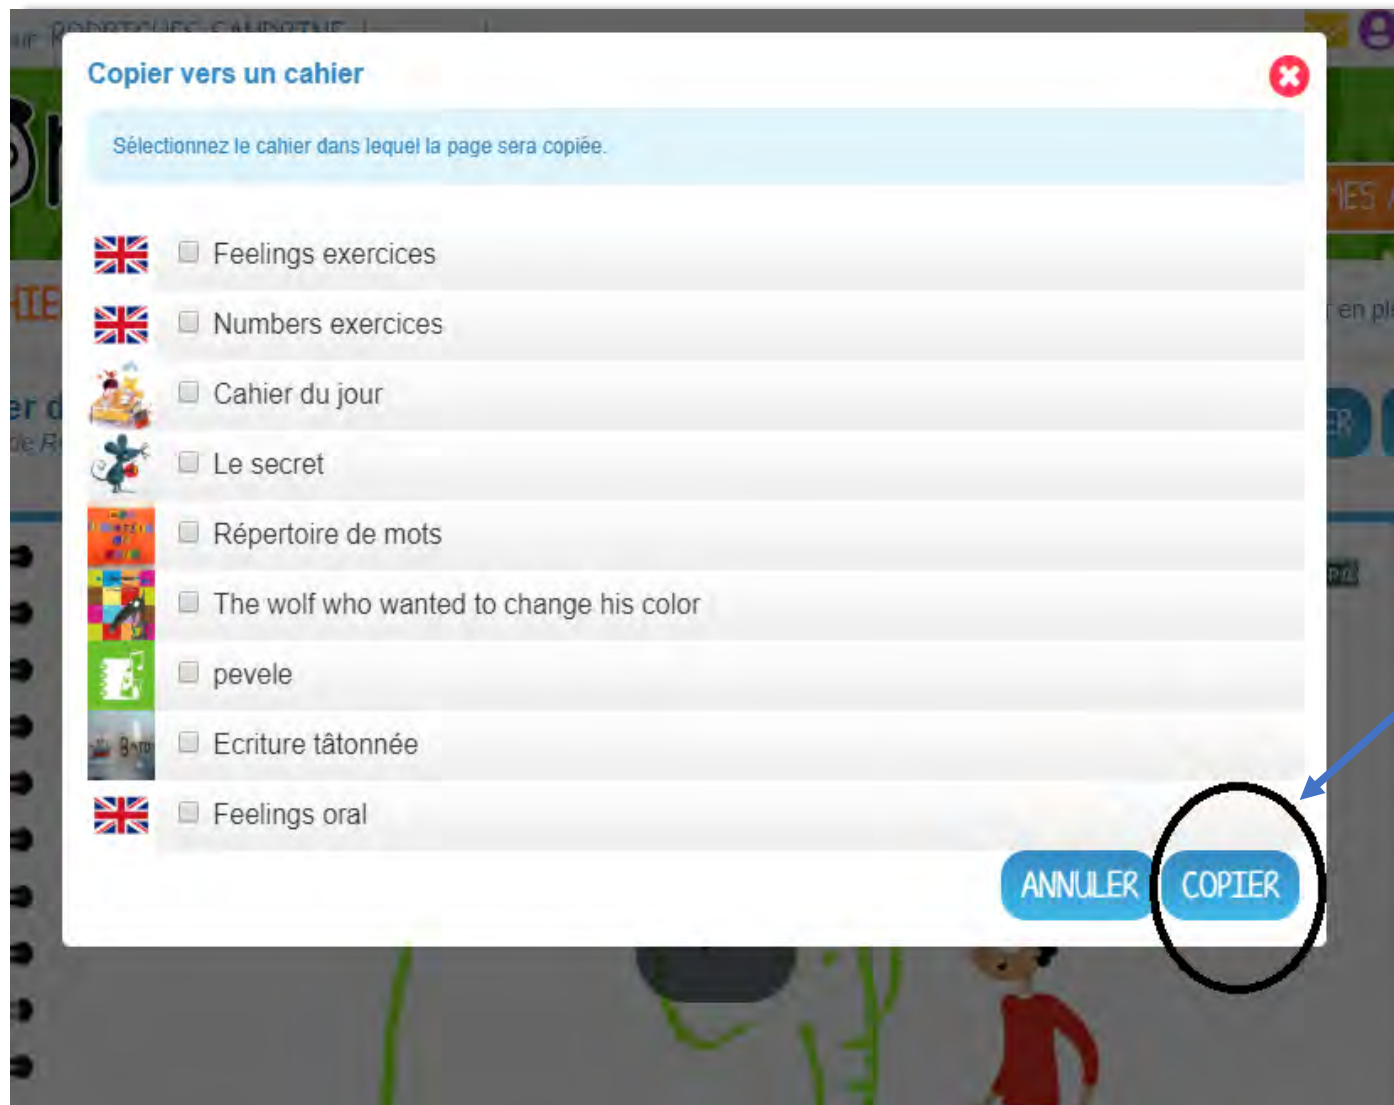 RODRIGUES SANDRINE
Copier vers un cahier
Sélectionnez le cahier dans lequel la page sera copiée.
Feelings exercices
Numbers exercices
Cahier du jour
Le secret
Répertoire de mots
The wolf who wanted to change his color
pevele
Ecriture tâtonnée
Feelings oral
ANNULER COPIER